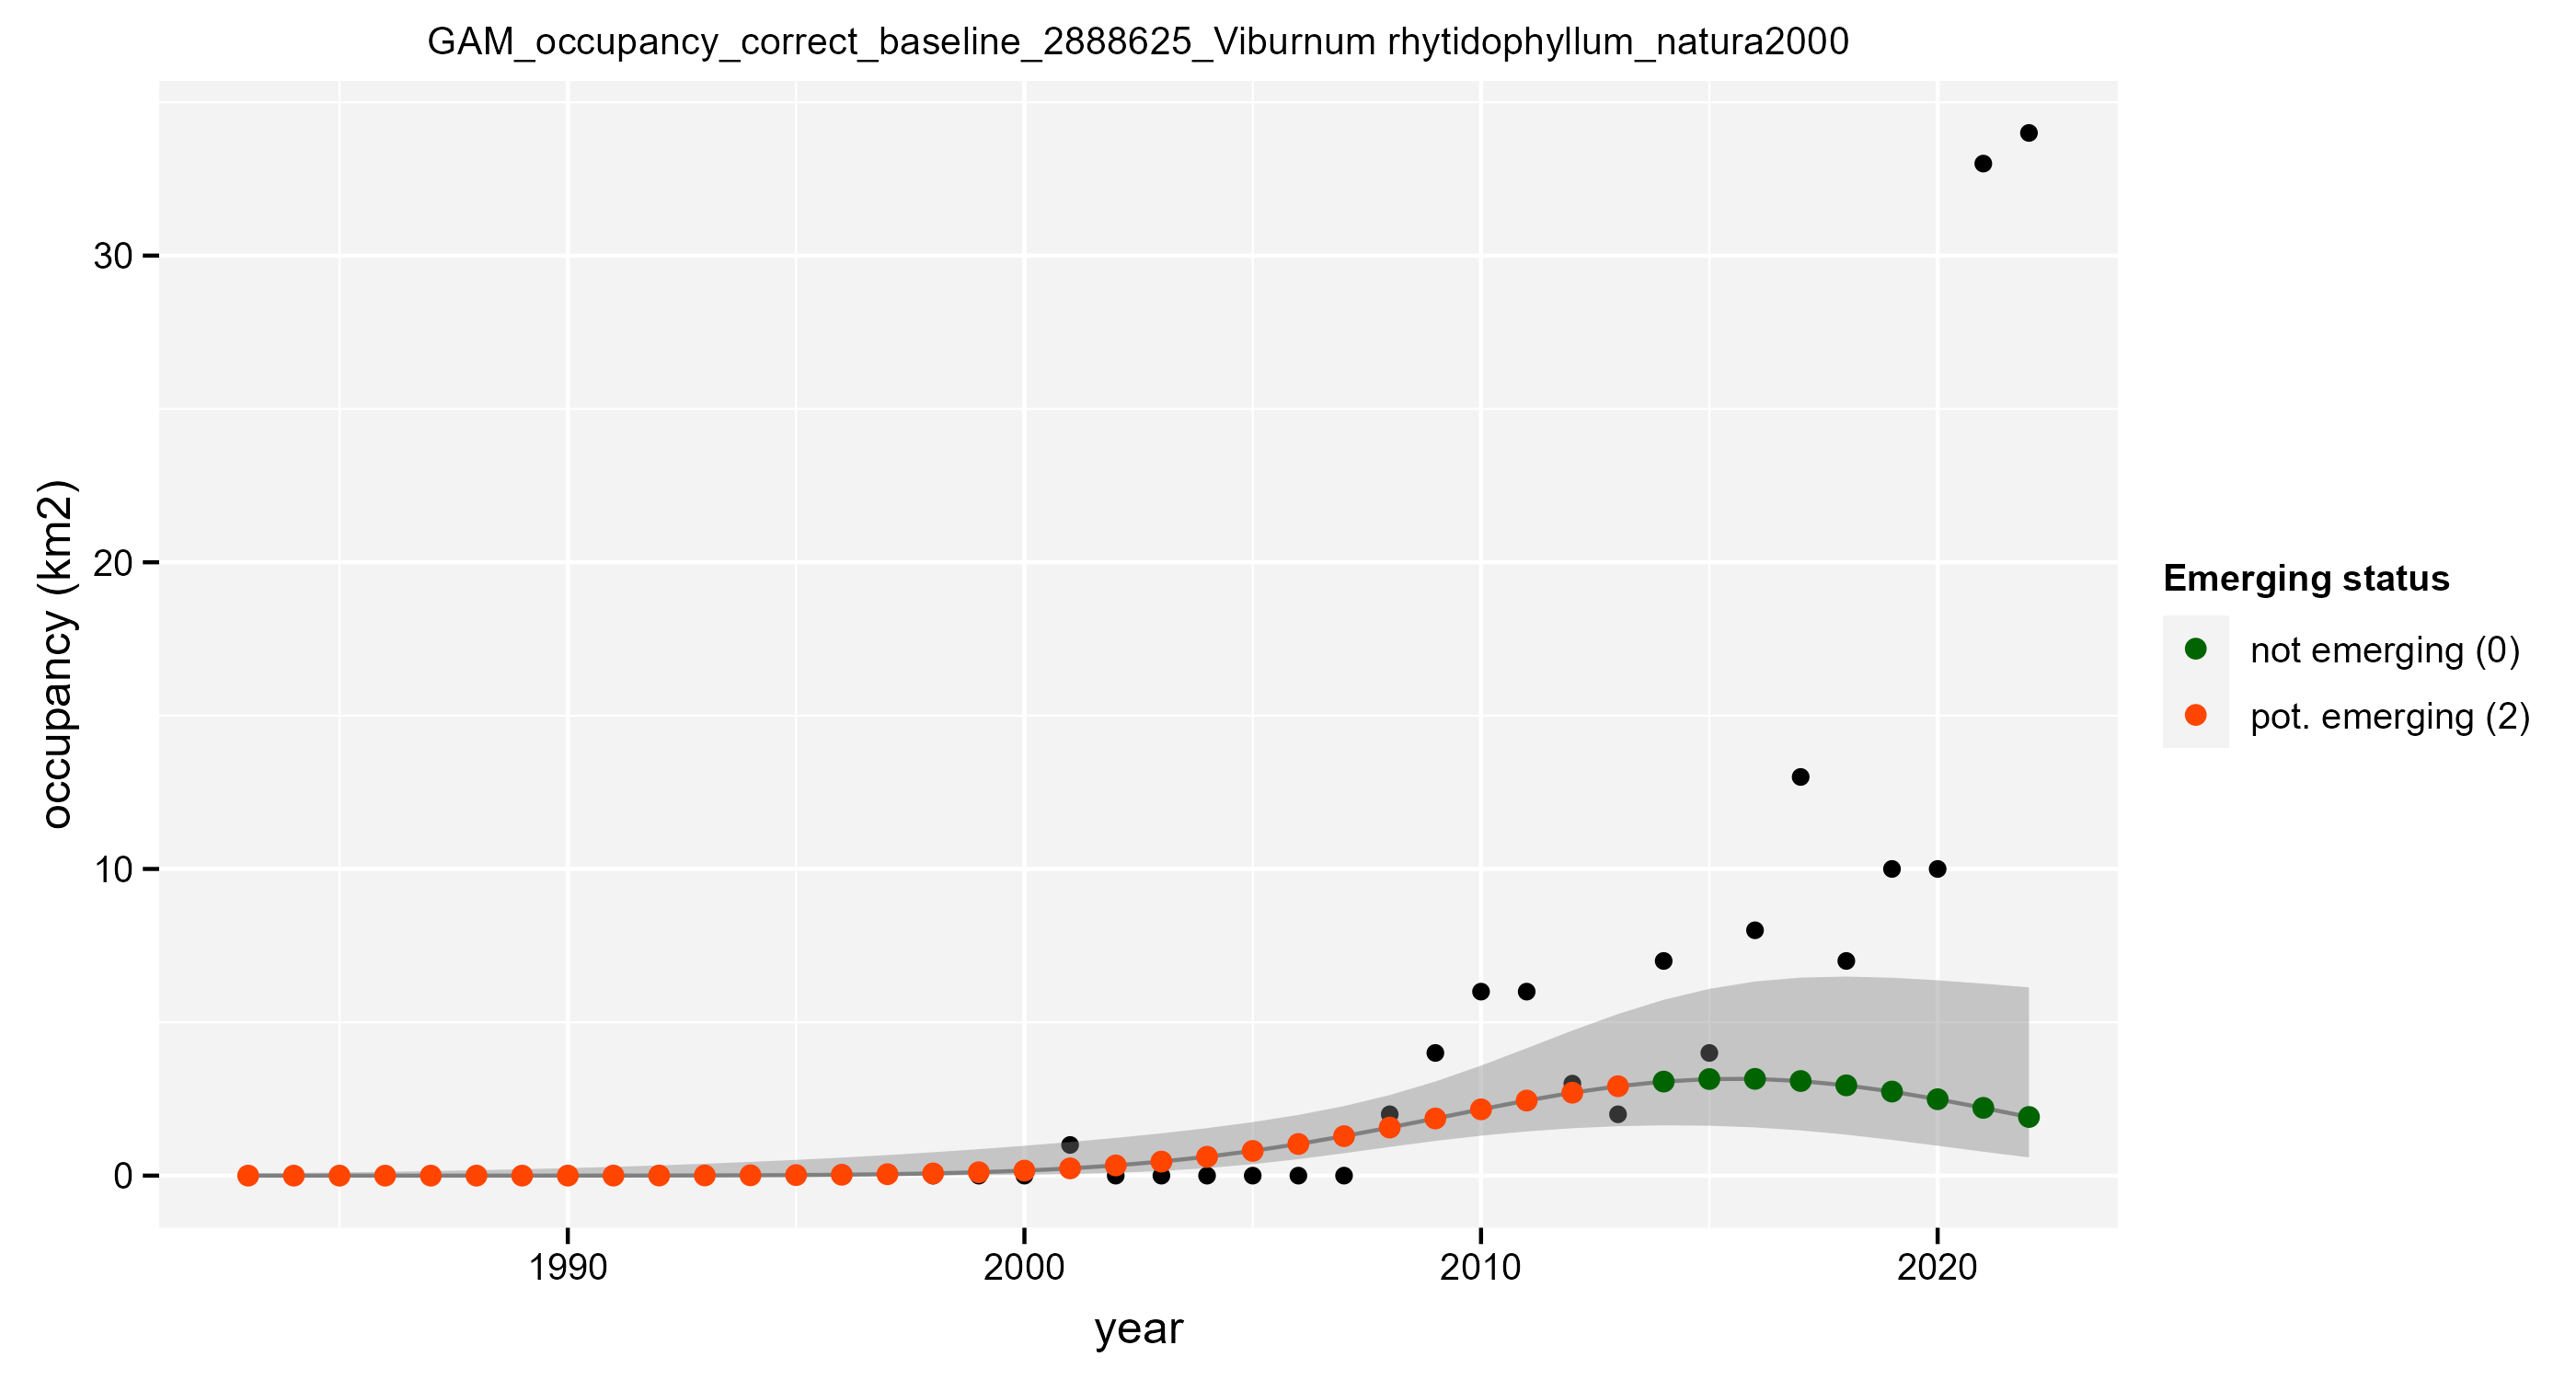 GAM_occupancy_correct_baseline_2888625_Viburnum rhytidophyllum_natura2000
occupancy (km2)
30
20
10
0
1990
2000
2010
2020
year
Emerging status
not emerging (0)
pot. emerging (2)